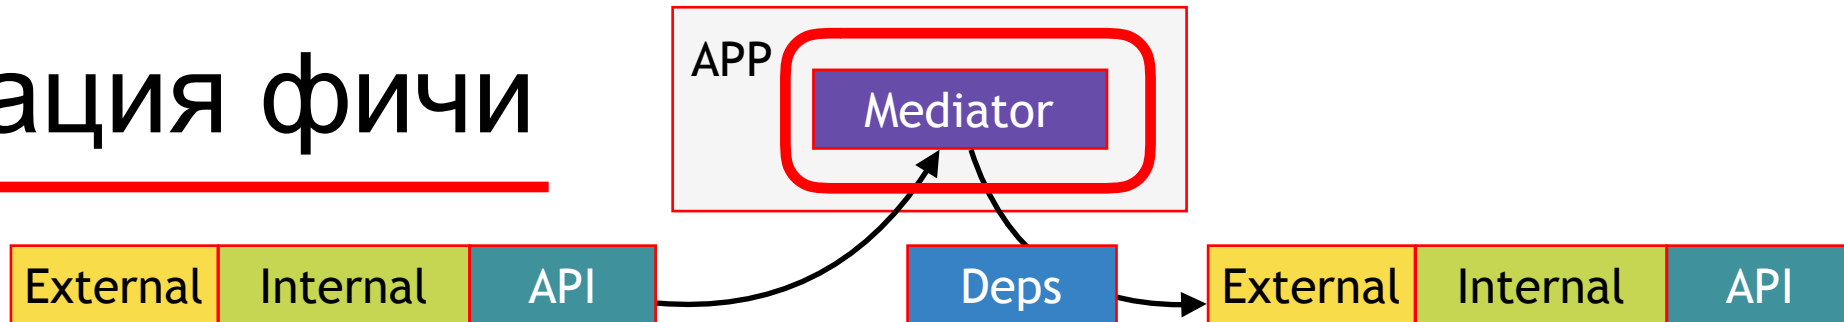 ация фичи
APP
Mediator
External Internal API Deps External Internal API